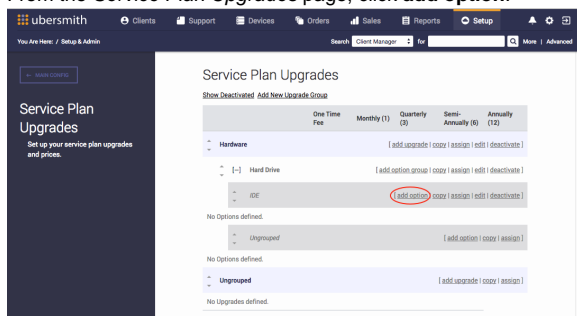 From the Service Plan Upgrades page, click add option.
ubersmith Clients Support Devices Orders Sales Reports Setup
You Are Here: / Setup & Admin Search Client Manager for More | Advanced
← MAIN CONFIG
Service Plan Upgrades
Set up your service plan upgrades and prices.
Service Plan Upgrades
Show Deactivated Add New Upgrade Group
One Time Fee Monthly (1) Quarterly (3) Semi-Annually (6) Annually (12)
Hardware [ add upgrade | copy | assign | edit | deactivate ]
[−] Hard Drive [ add option group | copy | assign | edit | deactivate ]
IDE [ add option | copy | assign | edit | deactivate ]
No Options defined.
Ungrouped [ add option | copy | assign ]
No Options defined.
Ungrouped [ add upgrade | copy | assign ]
No Upgrades defined.